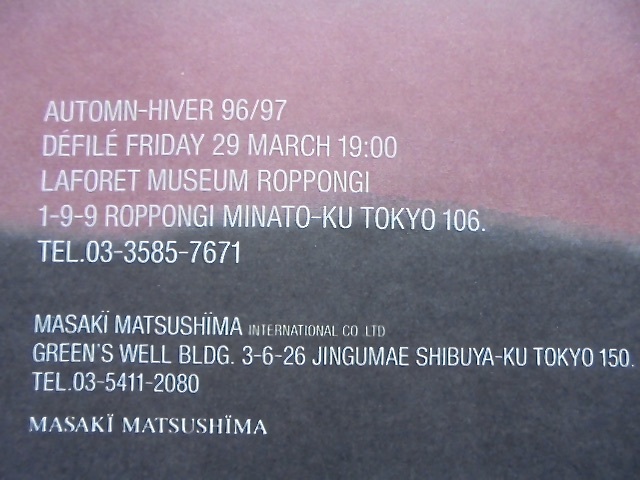 AUTOMN-HIVER 96/97
DÉFILÉ FRIDAY 29 MARCH 19:00
LAFORET MUSEUM ROPPONGI
1-9-9 ROPPONGI MINATO-KU TOKYO 106.
TEL.03-3585-7671
MASAKÏ MATSUSHÏMA INTERNATIONAL CO .LTD
GREEN'S WELL BLDG. 3-6-26 JINGUMAE SHIBUYA-KU TOKYO 150.
TEL.03-5411-2080
MASAKÏ MATSUSHÏMA